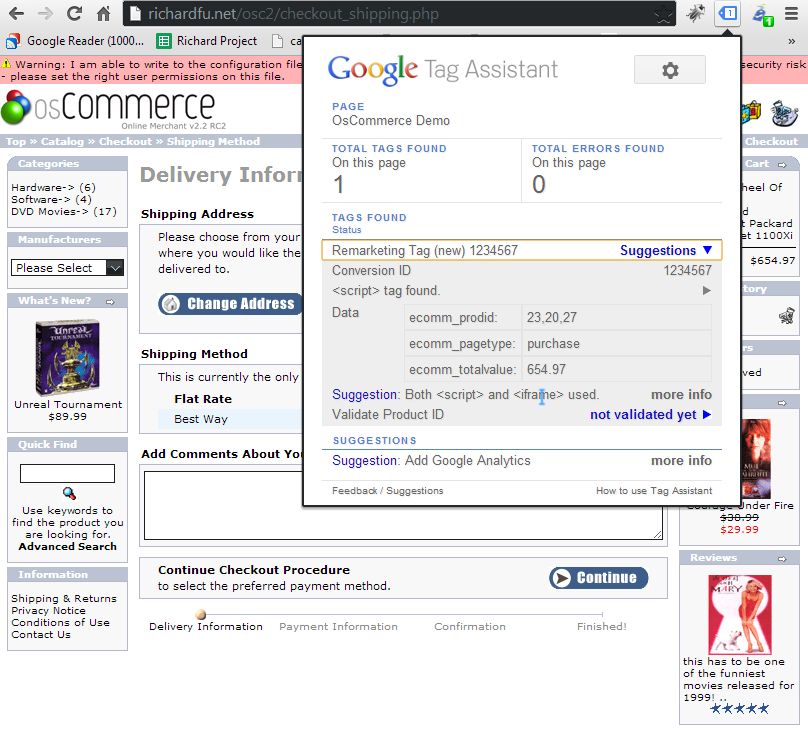 richardfu.net/osc2/checkout_shipping.php
Google Reader (1000...
Richard Project
Warning: I am able to write to the configuration file
security risk
- please set the right user permissions on this file.
osCommerce
Online Merchant v2.2 RC2
Top » Catalog » Checkout » Shipping Method
Checkout
Categories
Hardware-> (6)
Software-> (4)
DVD Movies-> (17)
Manufacturers
Please Select
What's New?
UNREAL
TOURNAMENT
Unreal Tournament
$89.99
Quick Find
Use keywords to
find the product you
are looking for.
Advanced Search
Information
Shipping & Returns
Privacy Notice
Conditions of Use
Contact Us
Delivery Infor
Shipping Address
Please choose from your
where you would like the
delivered to.
Change Address
Shipping Method
This is currently the only
Flat Rate
Best Way
Add Comments About You
Continue Checkout Procedure
to select the preferred payment method.
Continue
Delivery Information
Payment Information
Confirmation
Finished!
Google Tag Assistant
PAGE
OsCommerce Demo
TOTAL TAGS FOUND
On this page
1
TOTAL ERRORS FOUND
On this page
0
TAGS FOUND
Status
Remarketing Tag (new) 1234567
Suggestions
Conversion ID
1234567
<script> tag found.
Data
ecomm_prodid:
23,20,27
ecomm_pagetype:
purchase
ecomm_totalvalue:
654.97
Suggestion: Both <script> and <iframe> used.
more info
Validate Product ID
not validated yet
SUGGESTIONS
Suggestion: Add Google Analytics
more info
Feedback / Suggestions
How to use Tag Assistant
Cart
heel Of
Packard
et 1100Xi
$654.97
tory
rs
ved
Courage Under Fire
$38.99
$29.99
Reviews
MARY
this has to be one
of the funniest
movies released for
1999! ..